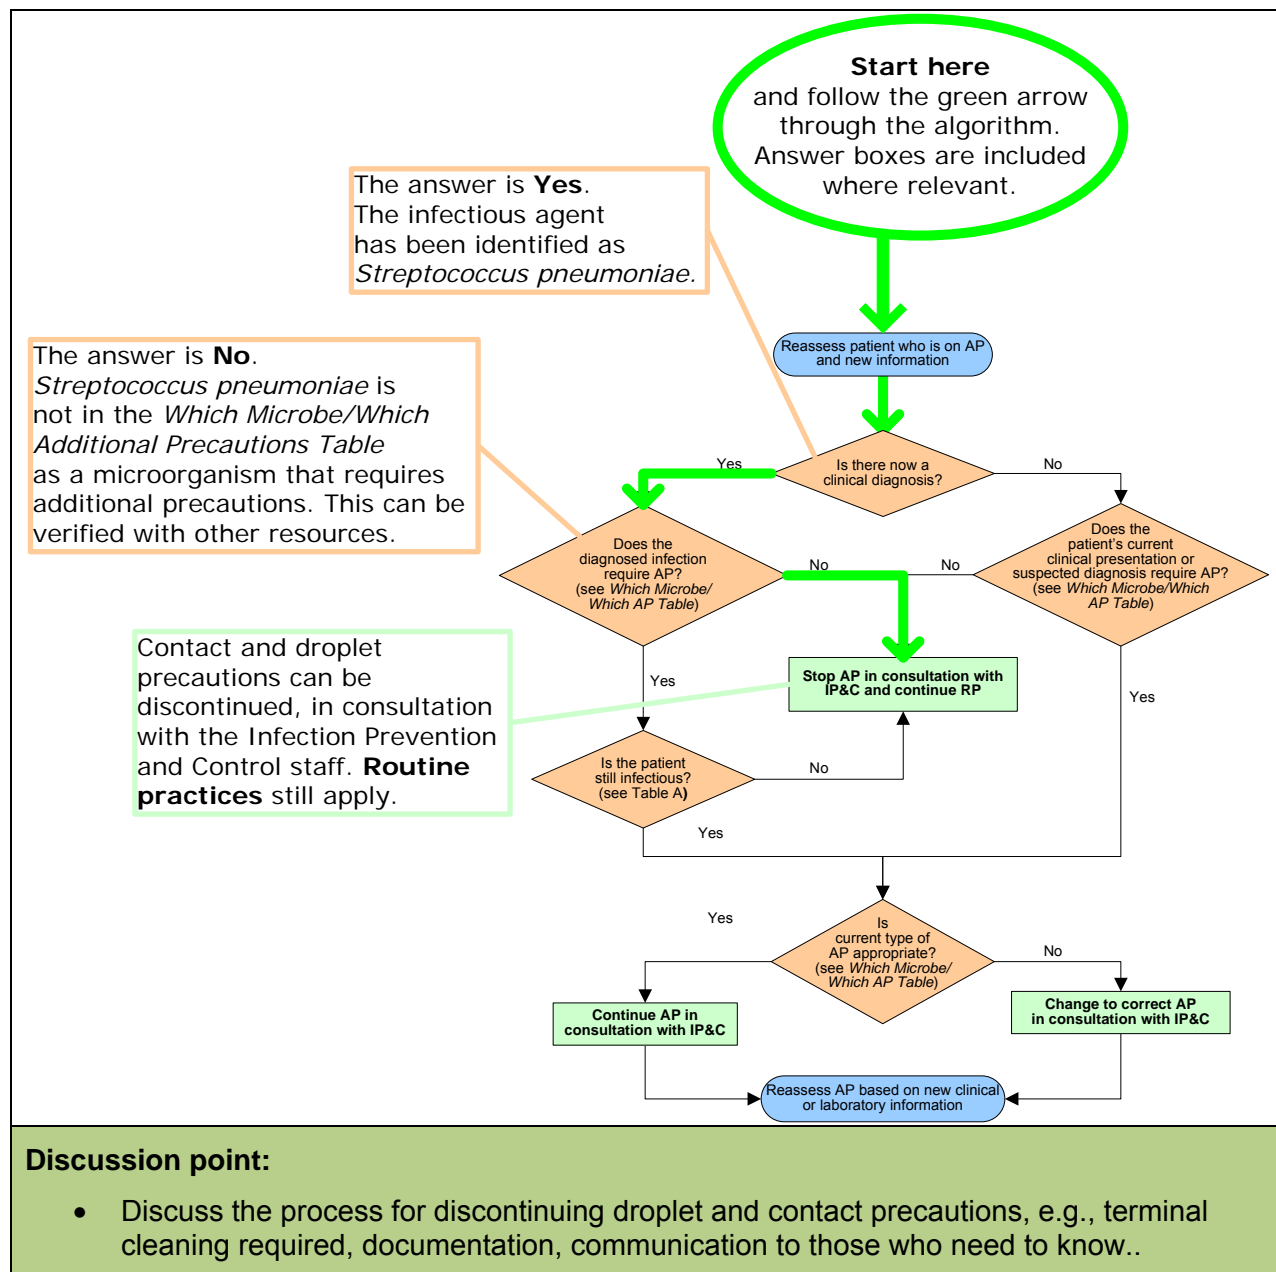 Start here
and follow the green arrow
through the algorithm.
Answer boxes are included
where relevant.
The answer is Yes.
The infectious agent
has been identified as
Streptococcus pneumoniae.
Reassess patient who is on AP
and new information
The answer is No.
Streptococcus pneumoniae is
not in the Which Microbe/Which
Additional Precautions Table
as a microorganism that requires
additional precautions. This can be
verified with other resources.
Is there now a
clinical diagnosis?
Yes
No
Does the
diagnosed infection
require AP?
(see Which Microbe/
Which AP Table)
No
No
Does the
patient's current
clinical presentation or
suspected diagnosis require AP?
(see Which Microbe/Which
AP Table)
Contact and droplet
precautions can be
discontinued, in consultation
with the Infection Prevention
and Control staff. Routine
practices still apply.
Yes
Stop AP in consultation with
IP&C and continue RP
Yes
Is the patient
still infectious?
(see Table A)
No
Yes
Is
current type of
AP appropriate?
(see Which Microbe/
Which AP Table)
Yes
No
Continue AP in
consultation with IP&C
Change to correct AP
in consultation with IP&C
Reassess AP based on new clinical
or laboratory information
Discussion point:
• Discuss the process for discontinuing droplet and contact precautions, e.g., terminal
cleaning required, documentation, communication to those who need to know..